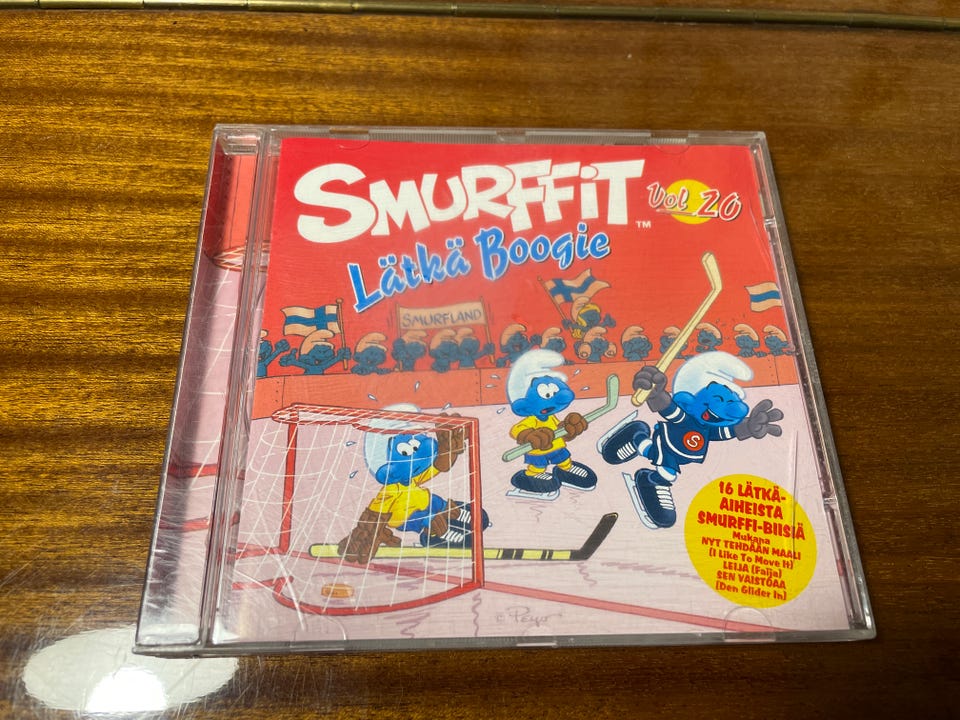 SMURFFIT™
Vol 20
Lätkä Boogie
SMURFLAND
S
16 LÄTKÄ-
AIHEISTA
SMURFFI-BIISIÄ
Mukana
NYT TEHDÄÄN MAALI
(I Like To Move It)
LEIJA (Faija)
SEN VAISTOAA
(Den Glider In)
© Peyo